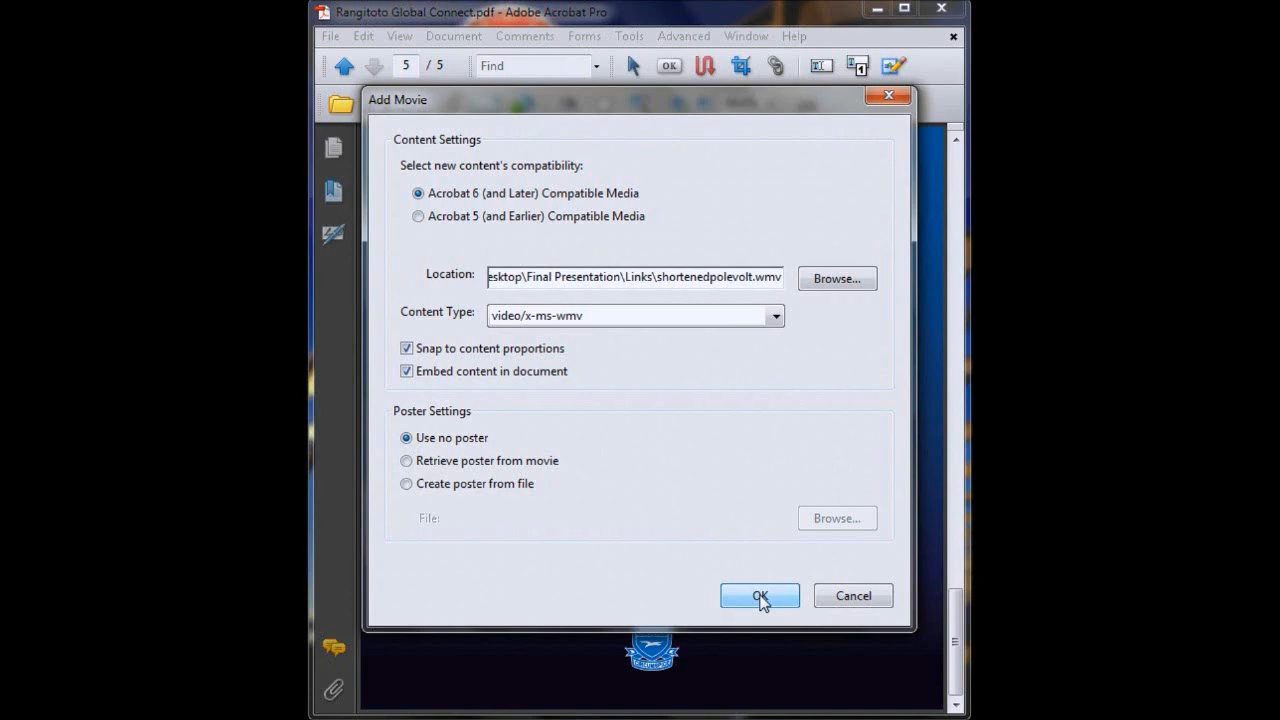 Rangitoto Global Connect.pdf - Adobe Acrobat Pro
File Edit View Document Comments Forms Tools Advanced Window Help
5 / 5 Find OK 1
Add Movie
Content Settings
Select new content's compatibility:
Acrobat 6 (and Later) Compatible Media
Acrobat 5 (and Earlier) Compatible Media
Location: esktop\Final Presentation\Links\shortenedpolevolt.wmv Browse...
Content Type: video/x-ms-wmv
Snap to content proportions
Embed content in document
Poster Settings
Use no poster
Retrieve poster from movie
Create poster from file
File: Browse...
OK Cancel